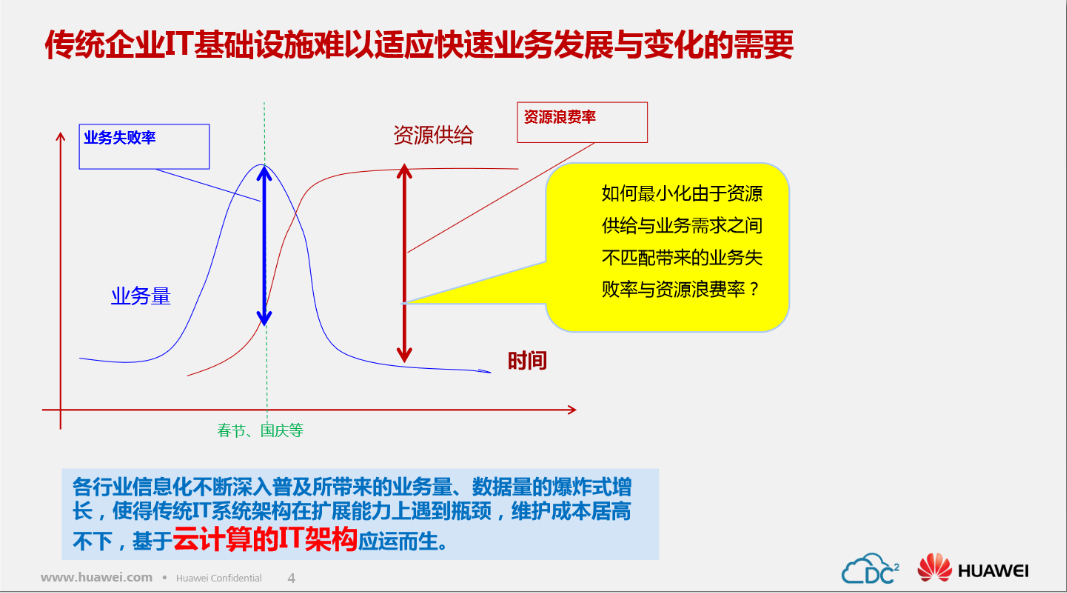 传统企业IT基础设施难以适应快速业务发展与变化的需要
业务失败率
资源供给
资源浪费率
如何最小化由于资源
供给与业务需求之间
不匹配带来的业务失
败率与资源浪费率？
业务量
时间
春节、国庆等
各行业信息化不断深入普及所带来的业务量、数据量的爆炸式增
长，使得传统IT系统架构在扩展能力上遇到瓶颈，维护成本居高
不下，基于云计算的IT架构应运而生。
www.huawei.com • Huawei Confidential 4
DC2
HUAWEI